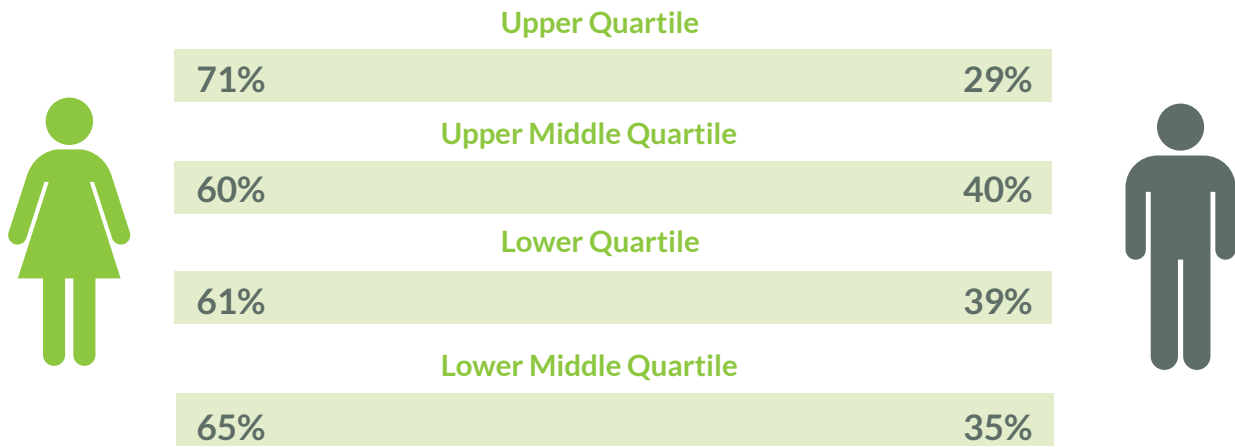 Upper Quartile
71% 29%
Upper Middle Quartile
60% 40%
Lower Quartile
61% 39%
Lower Middle Quartile
65% 35%